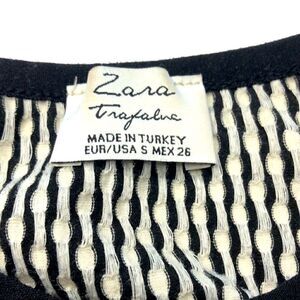 Zara
Trafaluc
MADE IN TURKEY
EUR/USA S MEX 26